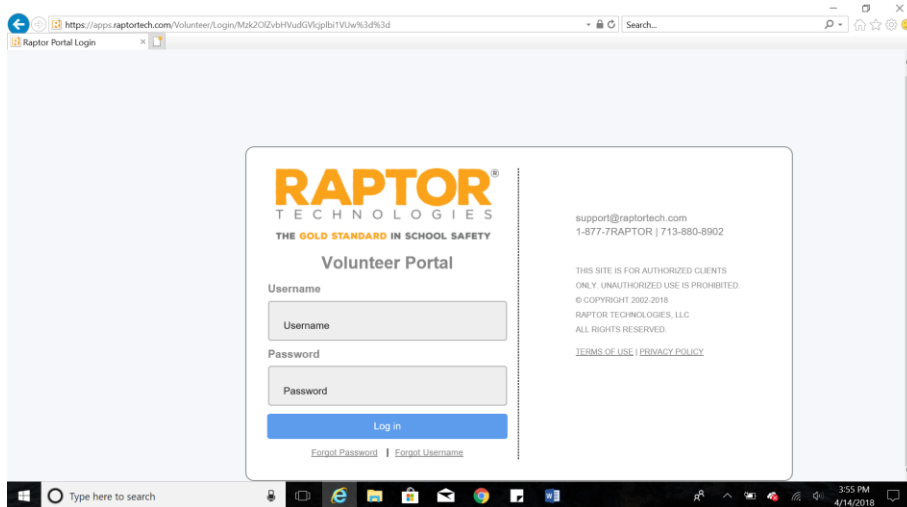 https://apps.raptortech.com/Volunteer/Login/Mzk2OlZvbHVudGVlcjplbi1VUw%3d%3d
Search...
Raptor Portal Login
RAPTOR®
TECHNOLOGIES
THE GOLD STANDARD IN SCHOOL SAFETY
Volunteer Portal
Username
Username
Password
Password
Log in
Forgot Password | Forgot Username
support@raptortech.com
1-877-7RAPTOR | 713-880-8902
THIS SITE IS FOR AUTHORIZED CLIENTS
ONLY. UNAUTHORIZED USE IS PROHIBITED.
© COPYRIGHT 2002-2018
RAPTOR TECHNOLOGIES, LLC
ALL RIGHTS RESERVED.
TERMS OF USE | PRIVACY POLICY
Type here to search
3:55 PM
4/14/2018